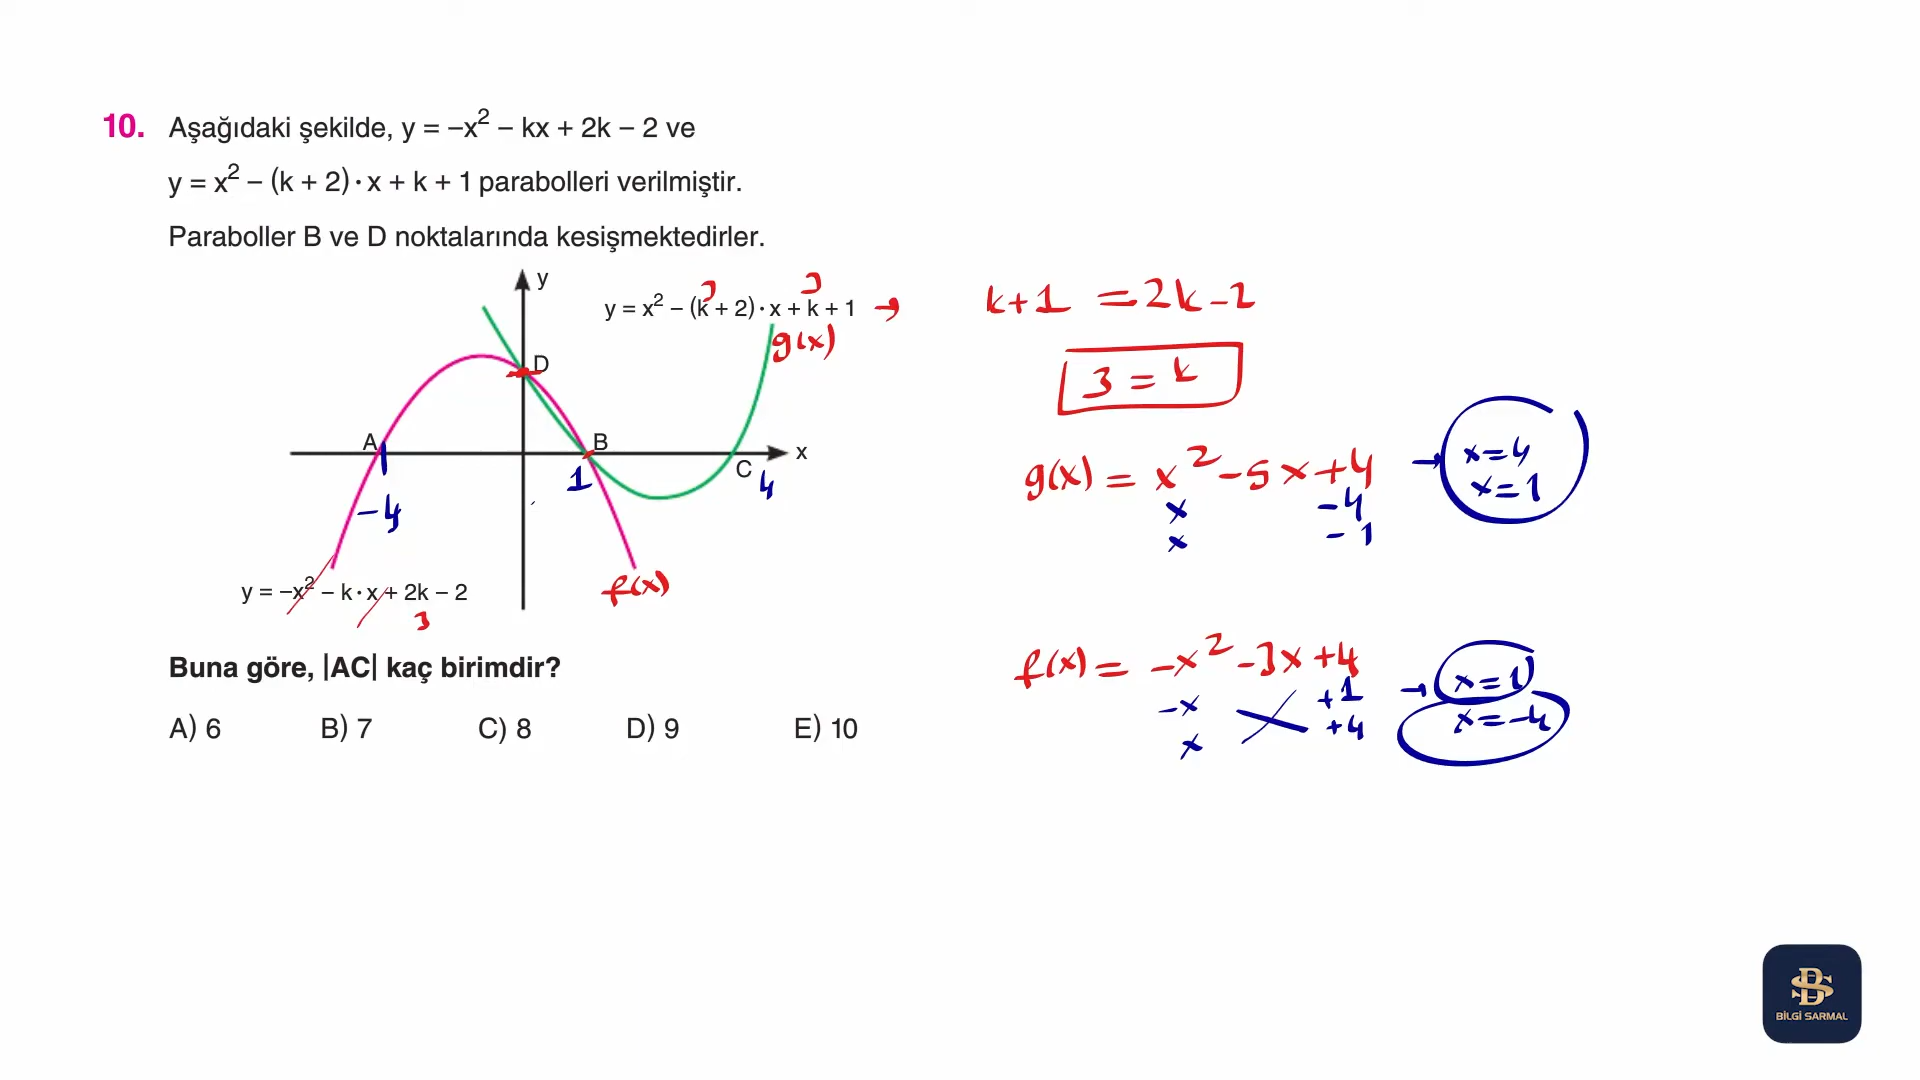 10. Aşağıdaki şekilde, y = –x² – kx + 2k – 2 ve
y = x² – (k + 2)·x + k + 1 parabolleri verilmiştir.
Paraboller B ve D noktalarında kesişmektedirler.
y
3 3
y = x² – (k + 2)·x + k + 1 →
g(x)
D
A
B
x
C
1
4
-4
f(x)
y = –x² – k·x + 2k – 2
3
Buna göre, |AC| kaç birimdir?
A) 6 B) 7 C) 8 D) 9 E) 10
k+1 = 2k-2
3 = k
g(x) = x²-5x+4 → x=4
x=1
x -4
x -1
f(x) = -x²-3x+4 → x=1
x=-4
-x +1
x +4
BS
BİLGİ SARMAL